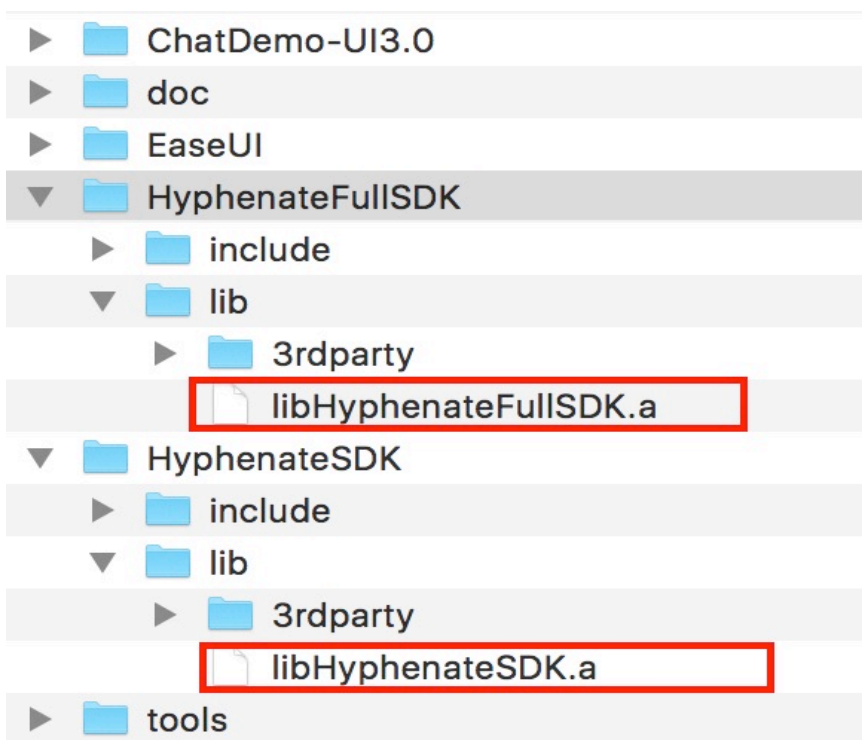 ChatDemo-UI3.0
doc
EaseUI
HyphenateFullSDK
include
lib
3rdparty
libHyphenateFullSDK.a
HyphenateSDK
include
lib
3rdparty
libHyphenateSDK.a
tools